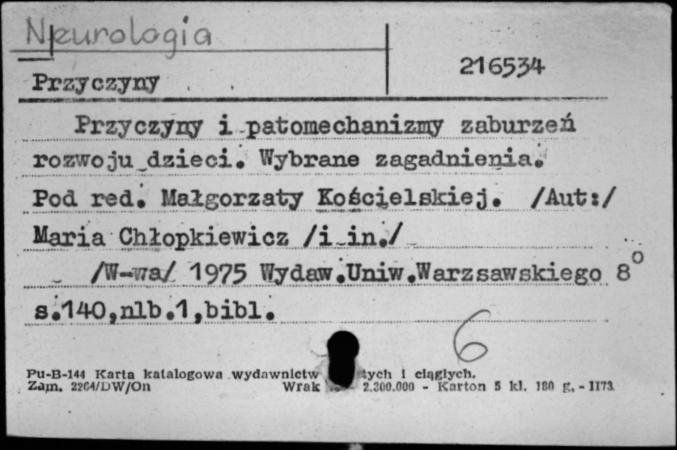 Neurologia
216534
Przyczyny
Przyczyny i patomechanizmy zaburzeń
rozwoju dzieci. Wybrane zagadnienia.
Pod red. Małgorzaty Kościelskiej. /Aut:/
Maria Chłopkiewicz /i in./
/W-wa/ 1975 Wydaw.Uniw.Warzsawskiego 8°
s.140,nlb.1,bibl.
6
Pu-B-144 Karta katalogowa wydawnictw tych i ciągłych.
Zam. 2264/DW/On Wrak 2.300.000 - Karton 5 kl. 180 g. - II73